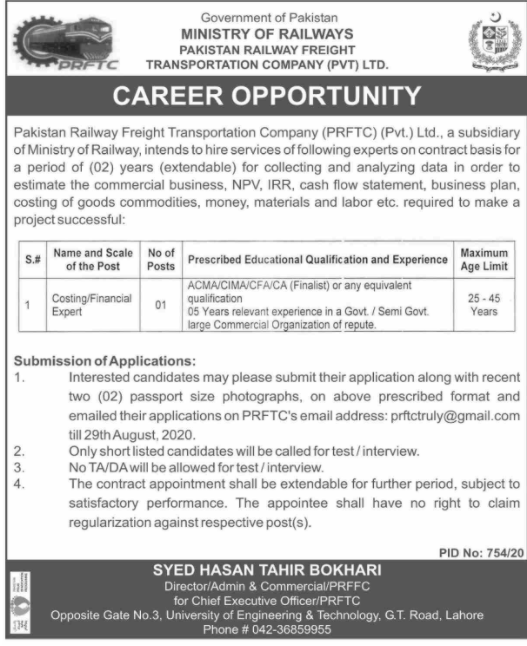 Government of Pakistan
MINISTRY OF RAILWAYS
PAKISTAN RAILWAY FREIGHT
TRANSPORTATION COMPANY (PVT) LTD.
PRFTC
CAREER OPPORTUNITY
Pakistan Railway Freight Transportation Company (PRFTC) (Pvt.) Ltd., a subsidiary
of Ministry of Railway, intends to hire services of following experts on contract basis for
a period of (02) years (extendable) for collecting and analyzing data in order to
estimate the commercial business, NPV, IRR, cash flow statement, business plan,
costing of goods commodities, money, materials and labor etc. required to make a
project successful:
S.# Name and Scale of the Post No of Posts Prescribed Educational Qualification and Experience Maximum Age Limit
1 Costing/Financial Expert 01 ACMA/CIMA/CFA/CA (Finalist) or any equivalent
qualification
05 Years relevant experience in a Govt. / Semi Govt.
large Commercial Organization of repute.
25 - 45 Years
Submission of Applications:
1. Interested candidates may please submit their application along with recent
two (02) passport size photographs, on above prescribed format and
emailed their applications on PRFTC's email address: prftctruly@gmail.com
till 29th August, 2020.
2. Only short listed candidates will be called for test / interview.
3. No TA/DA will be allowed for test / interview.
4. The contract appointment shall be extendable for further period, subject to
satisfactory performance. The appointee shall have no right to claim
regularization against respective post(s).
PID No: 754/20
SYED HASAN TAHIR BOKHARI
Director/Admin & Commercial/PRFFC
for Chief Executive Officer/PRFTC
Opposite Gate No.3, University of Engineering & Technology, G.T. Road, Lahore
Phone # 042-36859955